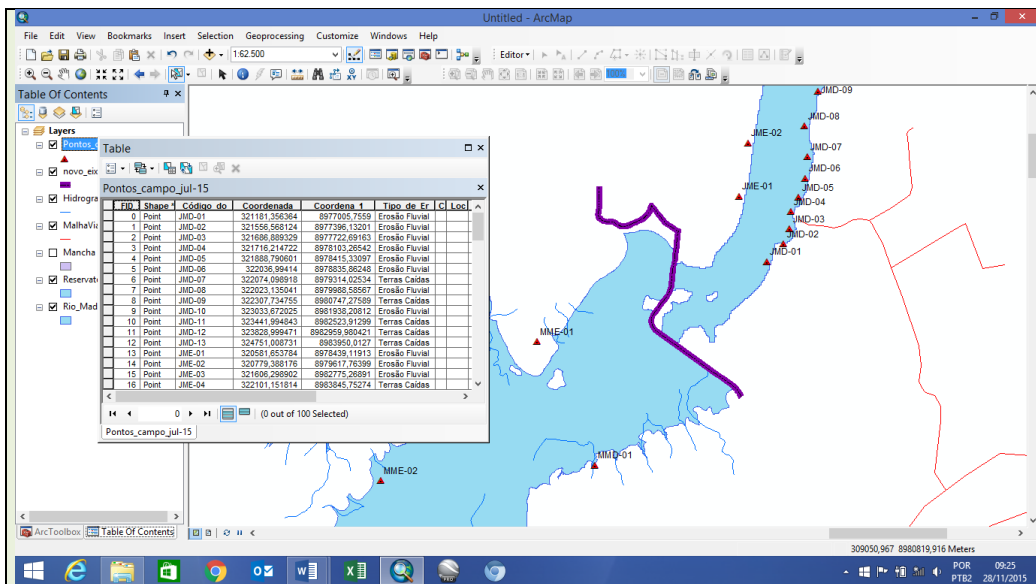 Untitled - ArcMap
File Edit View Bookmarks Insert Selection Geoprocessing Customize Windows Help
1:62.500
Editor
100%
Table Of Contents
Layers
Pontos_c
novo_eix
Hidrogra
MalhaVia
Mancha
Reservat
Rio_Mad
Table
Pontos_campo_jul-15
FID Shape * Código do Coordenada Coordena_1 Tipo de Er C Loc
0 Point JMD-01 321181,356364 8977005,7559 Erosão Fluvial
1 Point JMD-02 321556,568124 8977396,13201 Erosão Fluvial
2 Point JMD-03 321686,889329 8977722,69163 Erosão Fluvial
3 Point JMD-04 321716,214722 8978103,26542 Erosão Fluvial
4 Point JMD-05 321888,790601 8978415,33097 Erosão Fluvial
5 Point JMD-06 322036,99414 8978835,86248 Erosão Fluvial
6 Point JMD-07 322074,098918 8979314,02534 Terras Caídas
7 Point JMD-08 322023,135041 8979988,58567 Erosão Fluvial
8 Point JMD-09 322307,734755 8980747,27589 Terras Caídas
9 Point JMD-10 323033,672025 8981938,20812 Erosão Fluvial
10 Point JMD-11 323441,994843 8982523,91299 Terras Caídas
11 Point JMD-12 323828,999471 8982959,980421 Terras Caídas
12 Point JMD-13 324751,008731 8983950,0127 Terras Caídas
13 Point JME-01 320581,653784 8978439,11913 Erosão Fluvial
14 Point JME-02 320779,388176 8979617,76399 Erosão Fluvial
15 Point JME-03 321606,298902 8982775,26891 Erosão Fluvial
16 Point JME-04 322101,151814 8983845,75274 Terras Caídas
0 (0 out of 100 Selected)
Pontos_campo_jul-15
JMD-09
JMD-08
JME-02
JMD-07
JMD-06
JME-01
JMD-05
JMD-04
JMD-03
JMD-02
JMD-01
MME-01
MMD-01
MME-02
ArcToolbox Table Of Contents
309050,967 8980819,916 Meters
POR 09:25
PTB2 28/11/2015